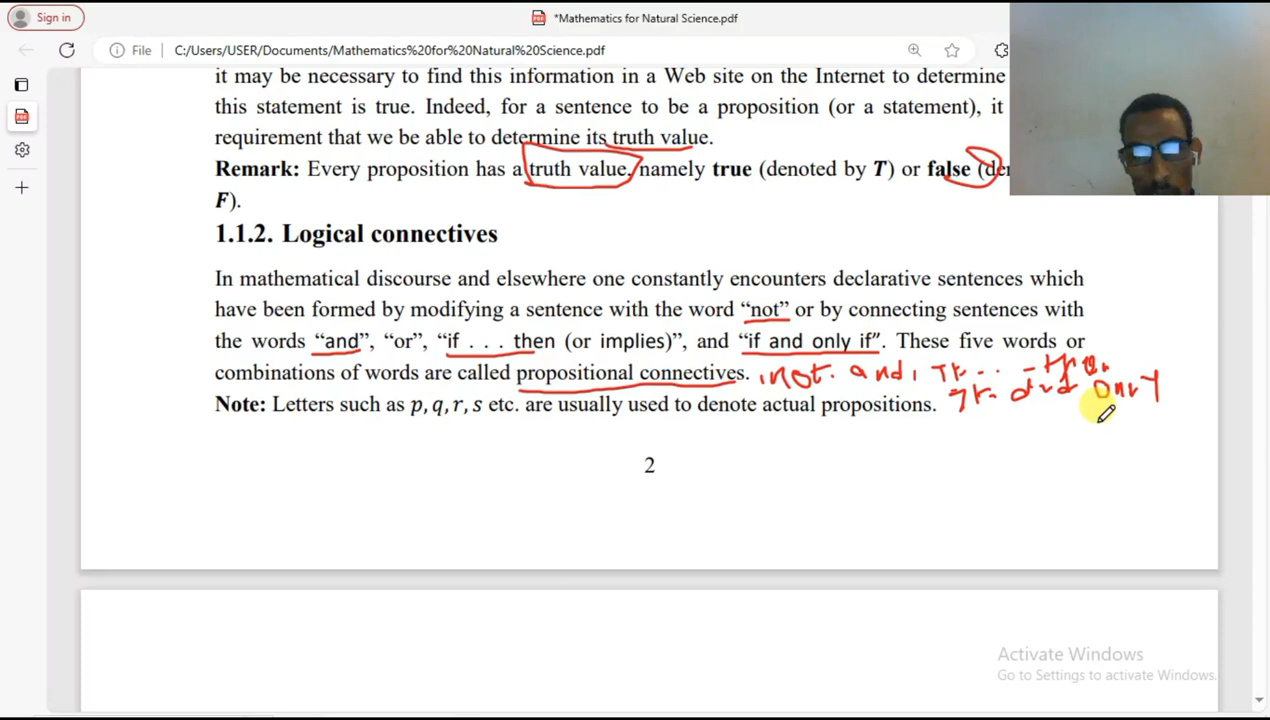 Sign in
*Mathematics for Natural Science.pdf
File C:/Users/USER/Documents/Mathematics%20for%20Natural%20Science.pdf
it may be necessary to find this information in a Web site on the Internet to determine
this statement is true. Indeed, for a sentence to be a proposition (or a statement), it
requirement that we be able to determine its truth value.
Remark: Every proposition has a truth value, namely true (denoted by T) or false (de
F).
1.1.2. Logical connectives
In mathematical discourse and elsewhere one constantly encounters declarative sentences which
have been formed by modifying a sentence with the word “not” or by connecting sentences with
the words “and”, “or”, “if . . . then (or implies)”, and “if and only if”. These five words or
combinations of words are called propositional connectives. not. and, If... - then
If and only
Note: Letters such as p, q, r, s etc. are usually used to denote actual propositions.
2
Activate Windows
Go to Settings to activate Windows.